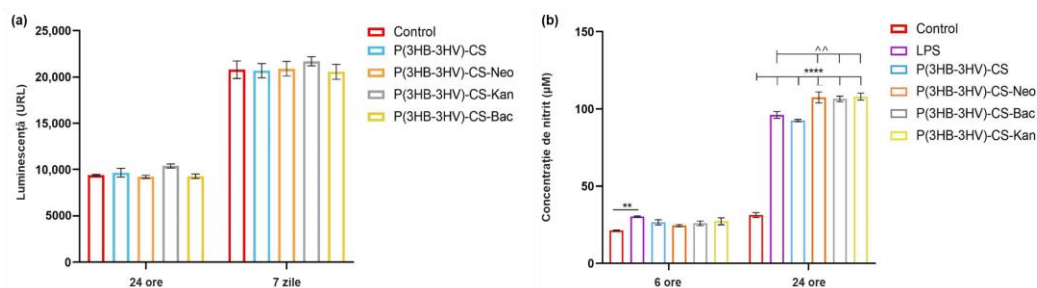 (a)
25,000
20,000
15,000
10,000
5000
0
Luminescență (URL)
24 ore
7 zile
Control
P(3HB-3HV)-CS
P(3HB-3HV)-CS-Neo
P(3HB-3HV)-CS-Kan
P(3HB-3HV)-CS-Bac
(b)
150
100
50
0
Concentrație de nitrit (µM)
**
^^
****
6 ore
24 ore
Control
LPS
P(3HB-3HV)-CS
P(3HB-3HV)-CS-Neo
P(3HB-3HV)-CS-Bac
P(3HB-3HV)-CS-Kan